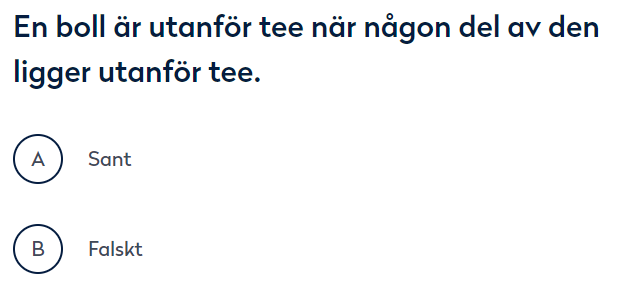 En boll är utanför tee när någon del av den
ligger utanför tee.
A Sant
B Falskt